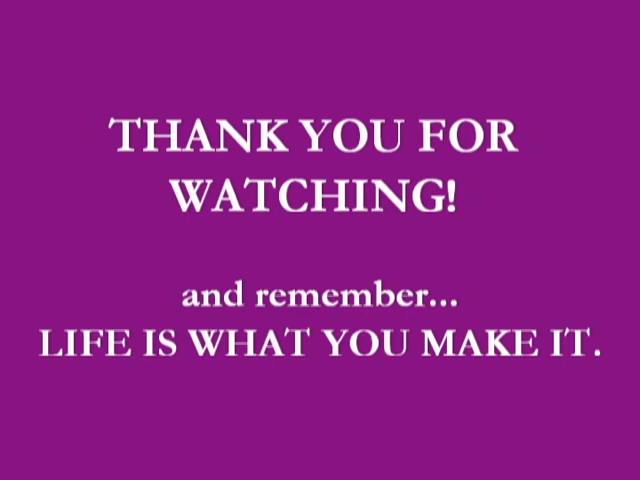 THANK YOU FOR
WATCHING!
and remember...
LIFE IS WHAT YOU MAKE IT.